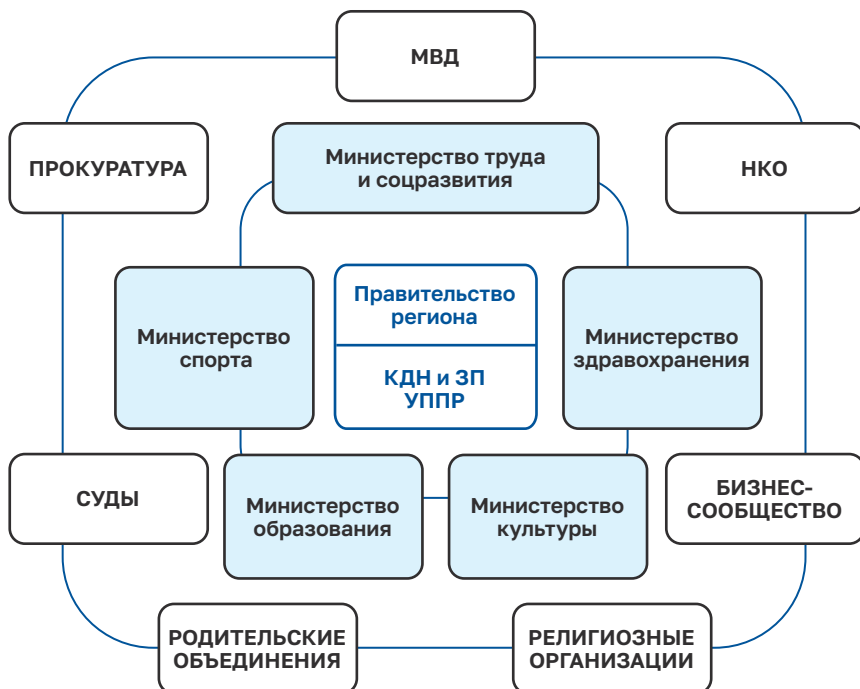 МВД
ПРОКУРАТУРА
Министерство труда
и соцразвития
НКО
Министерство
спорта
Правительство
региона
КДН и ЗП
УППР
Министерство
здравохранения
СУДЫ
Министерство
образования
Министерство
культуры
БИЗНЕС-
СООБЩЕСТВО
РОДИТЕЛЬСКИЕ
ОБЪЕДИНЕНИЯ
РЕЛИГИОЗНЫЕ
ОРГАНИЗАЦИИ